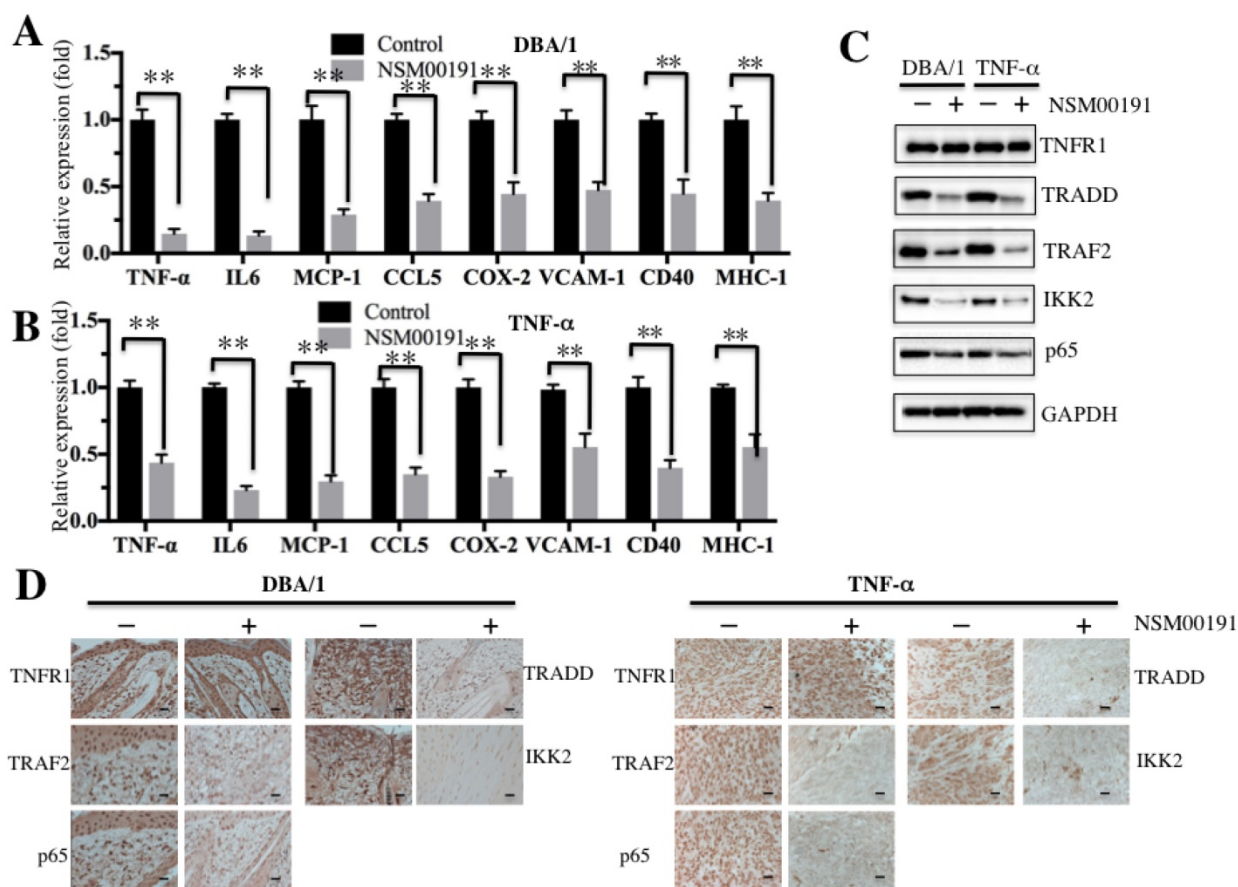 A
Control
NSM00191
DBA/1
Relative expression (fold)
1.5
1.0
0.5
0.0
** ** ** ** ** ** ** **
TNF-α IL6 MCP-1 CCL5 COX-2 VCAM-1 CD40 MHC-1
B
Control
NSM00191
TNF-α
Relative expression (fold)
1.5
1.0
0.5
0.0
** ** ** ** ** ** ** **
TNF-α IL6 MCP-1 CCL5 COX-2 VCAM-1 CD40 MHC-1
C
DBA/1 TNF-α
− + − + NSM00191
TNFR1
TRADD
TRAF2
IKK2
p65
GAPDH
D
DBA/1
− + − +
TNFR1 TRADD
TRAF2 IKK2
p65
TNF-α
− + − + NSM00191
TNFR1 TRADD
TRAF2 IKK2
p65